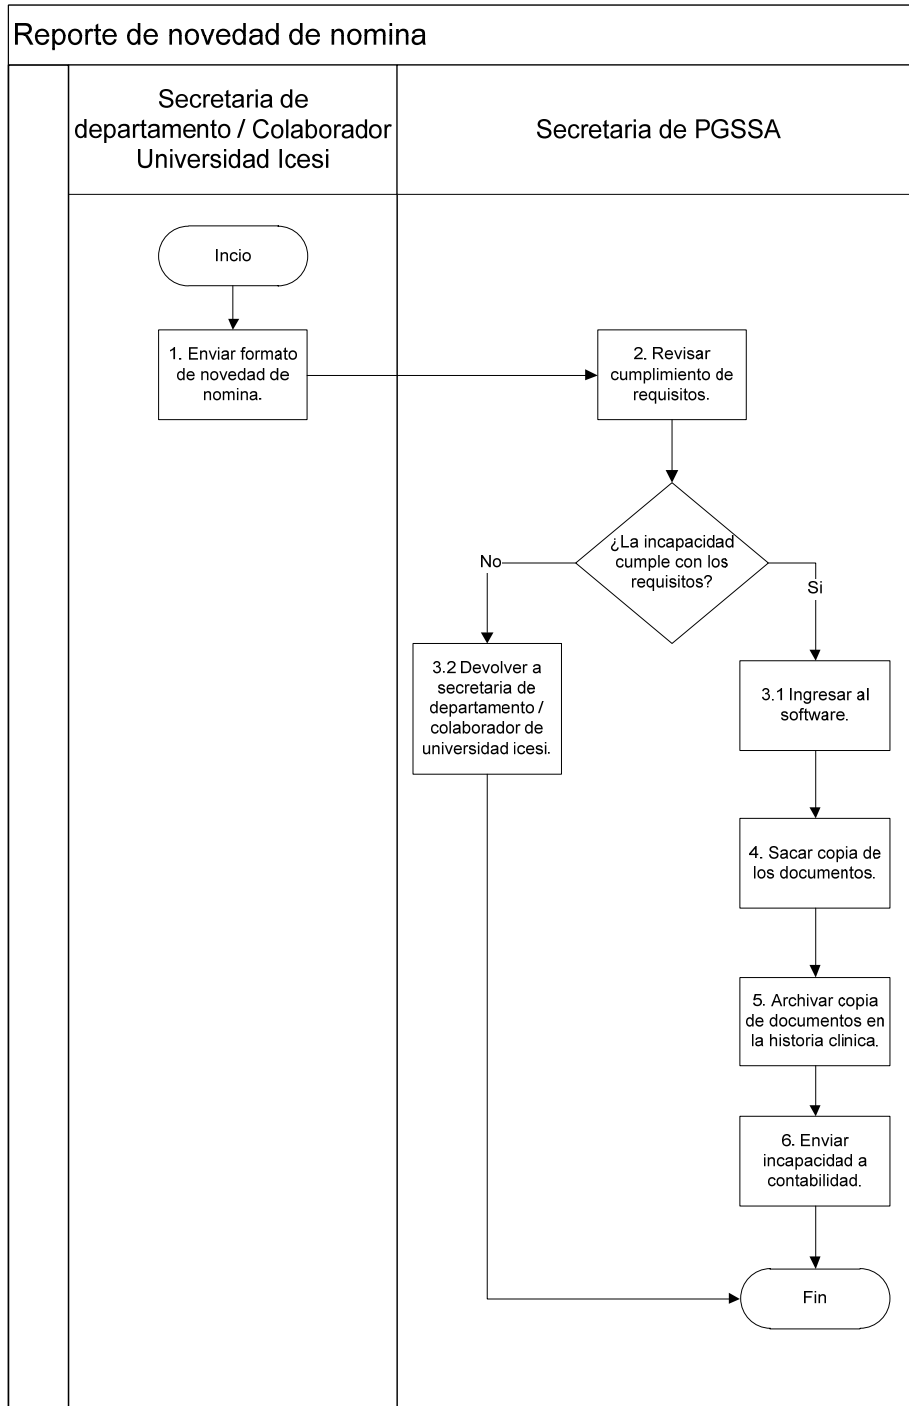 Reporte de novedad de nomina
Secretaria de
departamento / Colaborador
Universidad Icesi
Secretaria de PGSSA
Incio
1. Enviar formato
de novedad de
nomina.
2. Revisar
cumplimiento de
requisitos.
¿La incapacidad
cumple con los
requisitos?
No
Si
3.2 Devolver a
secretaria de
departamento /
colaborador de
universidad icesi.
3.1 Ingresar al
software.
4. Sacar copia de
los documentos.
5. Archivar copia
de documentos en
la historia clinica.
6. Enviar
incapacidad a
contabilidad.
Fin